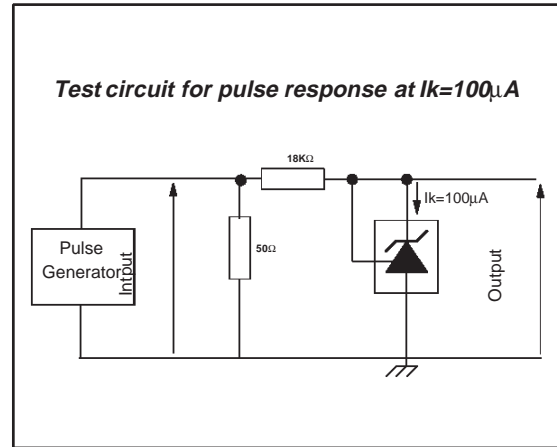 Test circuit for pulse response at Ik=100µA
18KΩ
Ik=100µA
Pulse
Generator
Intput
50Ω
Output